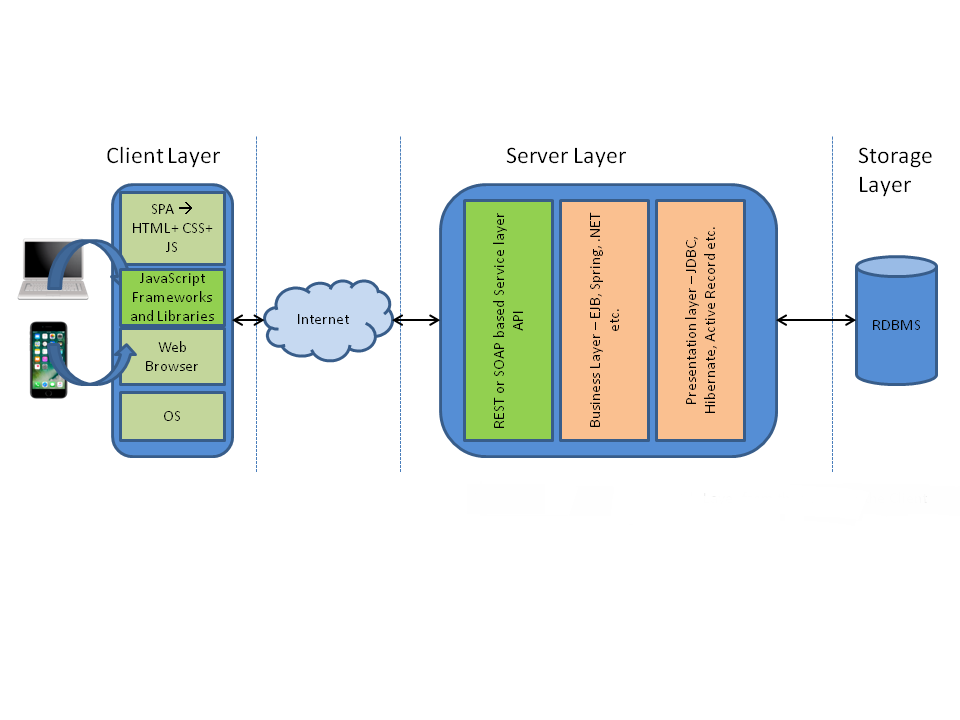 Client Layer
SPA →
HTML+ CSS+
JS
JavaScript
Frameworks
and Libraries
Web
Browser
OS
Internet
Server Layer
REST or SOAP based Service layer
API
Business Layer – EJB, Spring, .NET
etc.
Presentation layer – JDBC,
Hibernate, Active Record etc.
Storage
Layer
RDBMS